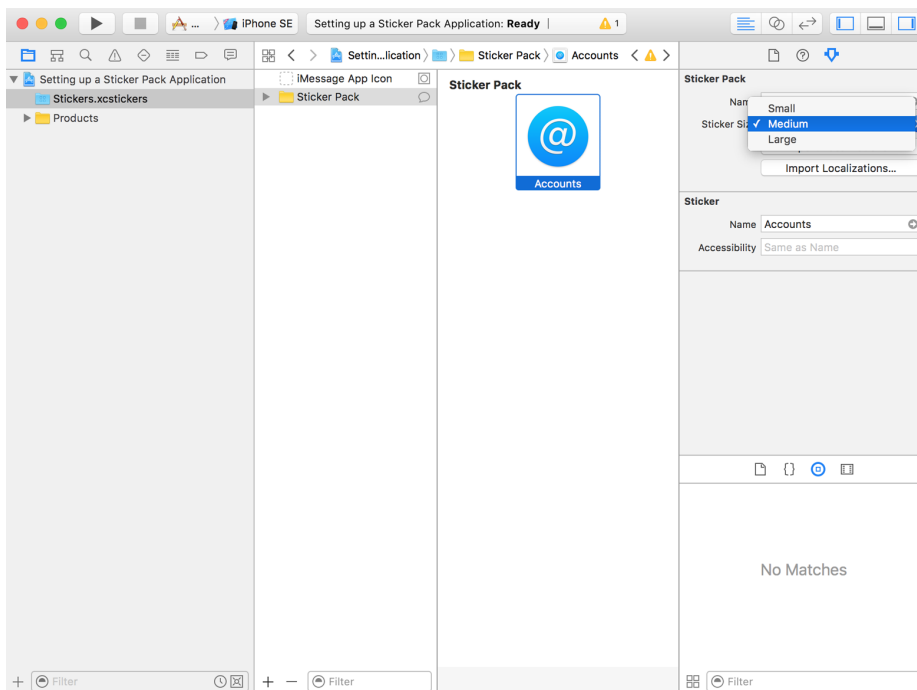 ... iPhone SE Setting up a Sticker Pack Application: Ready | 1
Settin...lication Sticker Pack Accounts
Setting up a Sticker Pack Application
Stickers.xcstickers
Products
iMessage App Icon
Sticker Pack
Sticker Pack
@
Accounts
Sticker Pack
Small
Sticker Siz
Medium
Large
Import Localizations...
Sticker
Name Accounts
Accessibility Same as Name
{}
No Matches
+ Filter
+ − Filter
Filter